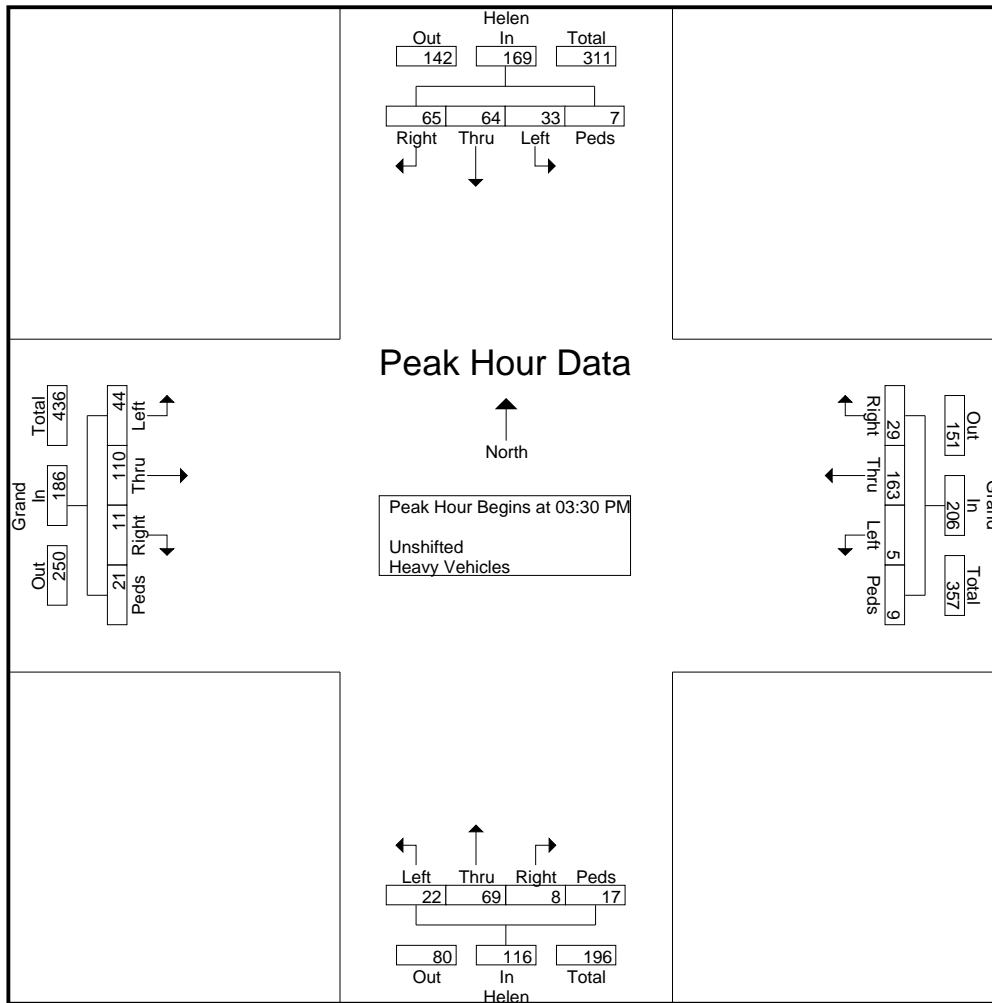 Helen
Out In Total
142 169 311
65 64 33 7
Right Thru Left Peds
Peak Hour Data
North
Peak Hour Begins at 03:30 PM
Unshifted
Heavy Vehicles
Grand
Out In Total
250 186 436
21 11 110 44
Peds Right Thru Left
Grand
Out In Total
151 206 357
29 163 5 9
Right Thru Left Peds
Left Thru Right Peds
22 69 8 17
80 116 196
Out In Total
Helen